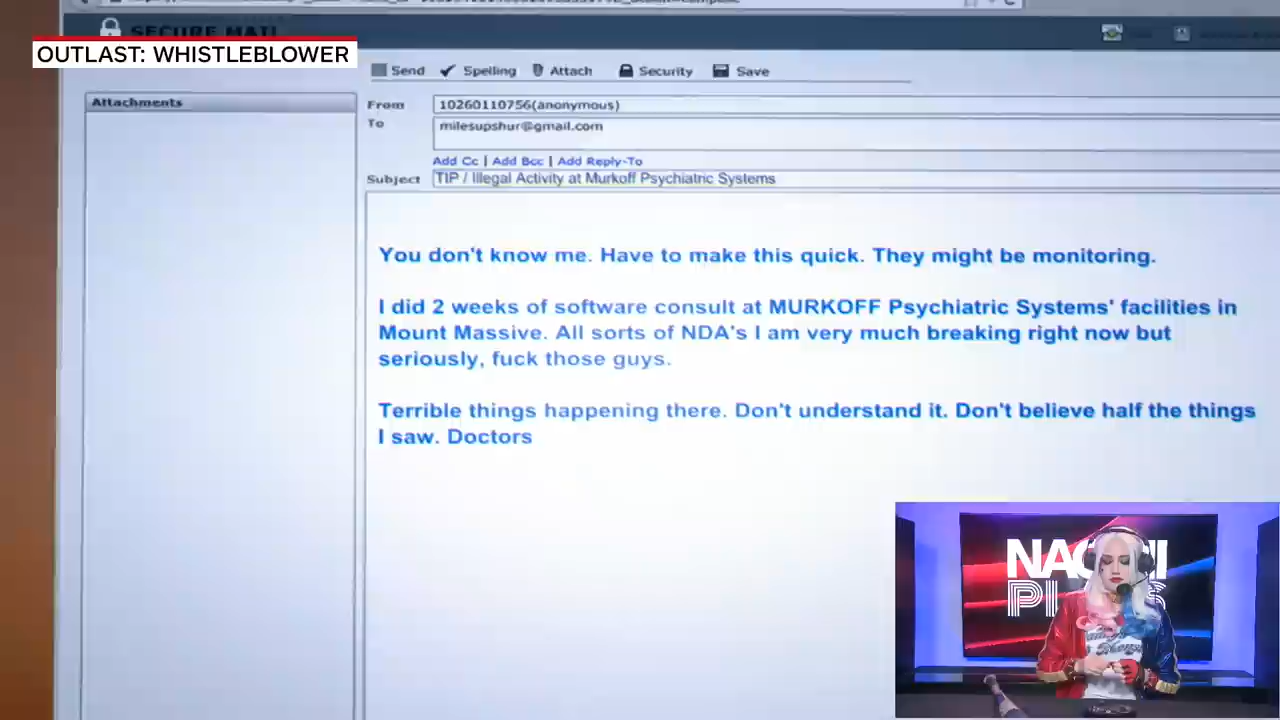 SECURE MAIL
OUTLAST: WHISTLEBLOWER
Send Spelling Attach Security Save
Attachments
From 10260110756(anonymous)
To milesupshur@gmail.com
Add Cc | Add Bcc | Add Reply-To
Subject TIP / Illegal Activity at Murkoff Psychiatric Systems
You don't know me. Have to make this quick. They might be monitoring.
I did 2 weeks of software consult at MURKOFF Psychiatric Systems' facilities in
Mount Massive. All sorts of NDA's I am very much breaking right now but
seriously, fuck those guys.
Terrible things happening there. Don't understand it. Don't believe half the things
I saw. Doctors